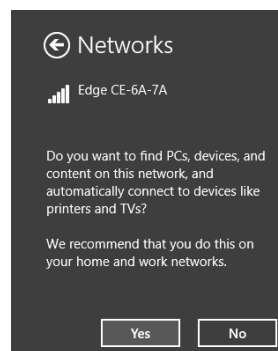 Networks
Edge CE-6A-7A
Do you want to find PCs, devices, and
content on this network, and
automatically connect to devices like
printers and TVs?
We recommend that you do this on
your home and work networks.
Yes No